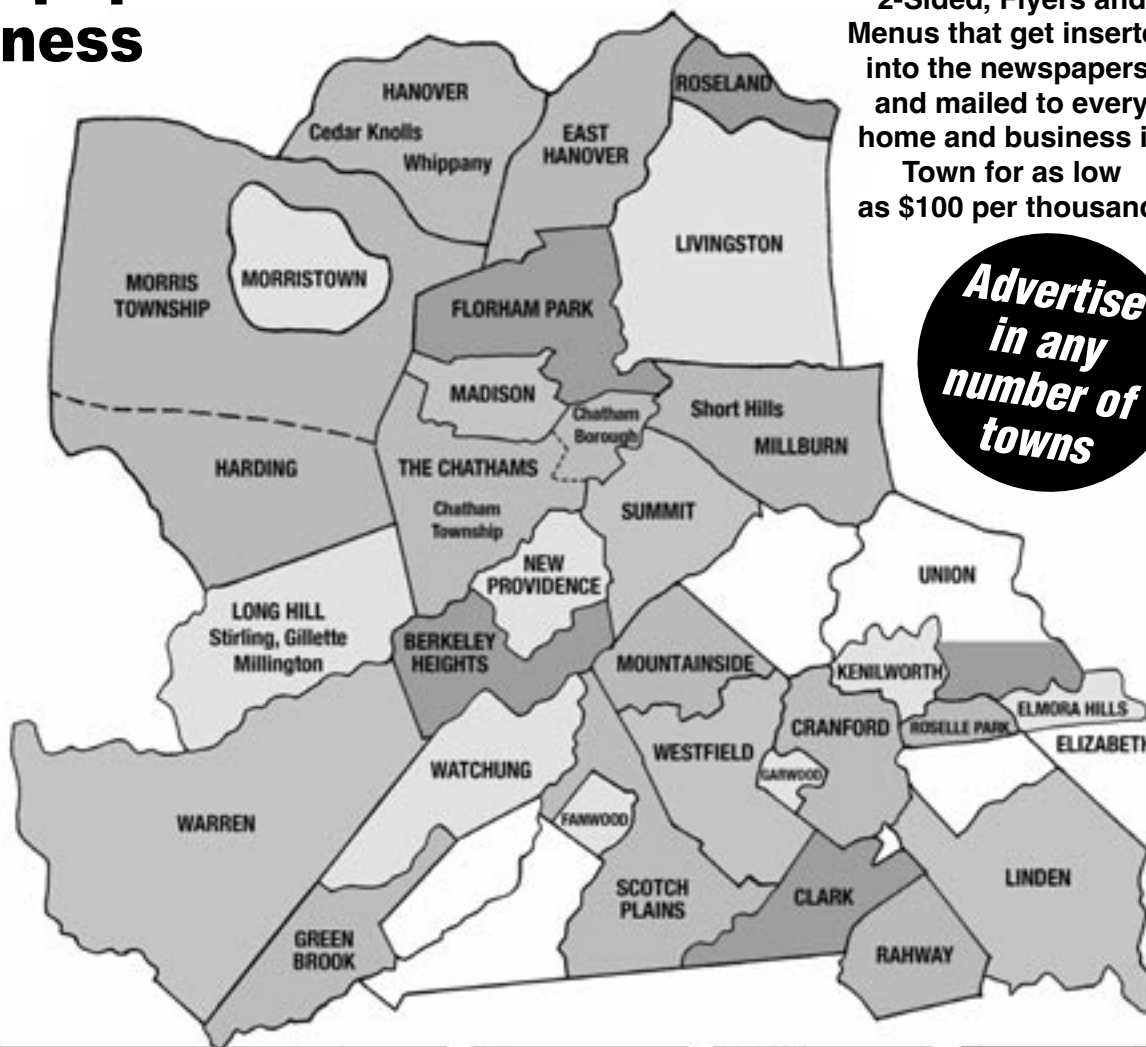 ness
2-Sided, Flyers and
Menus that get
into the newspapers
and mailed to every
home and business
Town for as low
as $100 per
Advertise
in any
number of
towns
HANOVER
Cedar Knolls
Whippany
EAST
HANOVER
ROSELAND
LIVINGSTON
MORRIS
TOWNSHIP
MORRISTOWN
FLORHAM PARK
MADISON
Chatham
Borough
Short Hills
MILLBURN
HARDING
THE CHATHAMS
Chatham
Township
SUMMIT
NEW
PROVIDENCE
UNION
LONG HILL
Stirling, Gillette
Millington
BERKELEY
HEIGHTS
MOUNTAINSIDE
KENILWORTH
ELMORA HILLS
ROSELLE PARK
CRANFORD
ELIZABETH
WESTFIELD
GARWOOD
WATCHUNG
WARREN
FANWOOD
SCOTCH
PLAINS
CLARK
LINDEN
GREEN
BROOK
RAHWAY